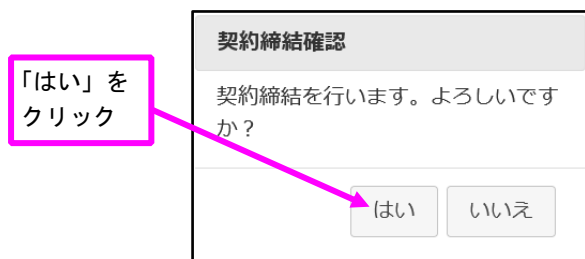 「はい」を
クリック
契約締結確認
契約締結を行います。よろしいです
か？
はい
いいえ